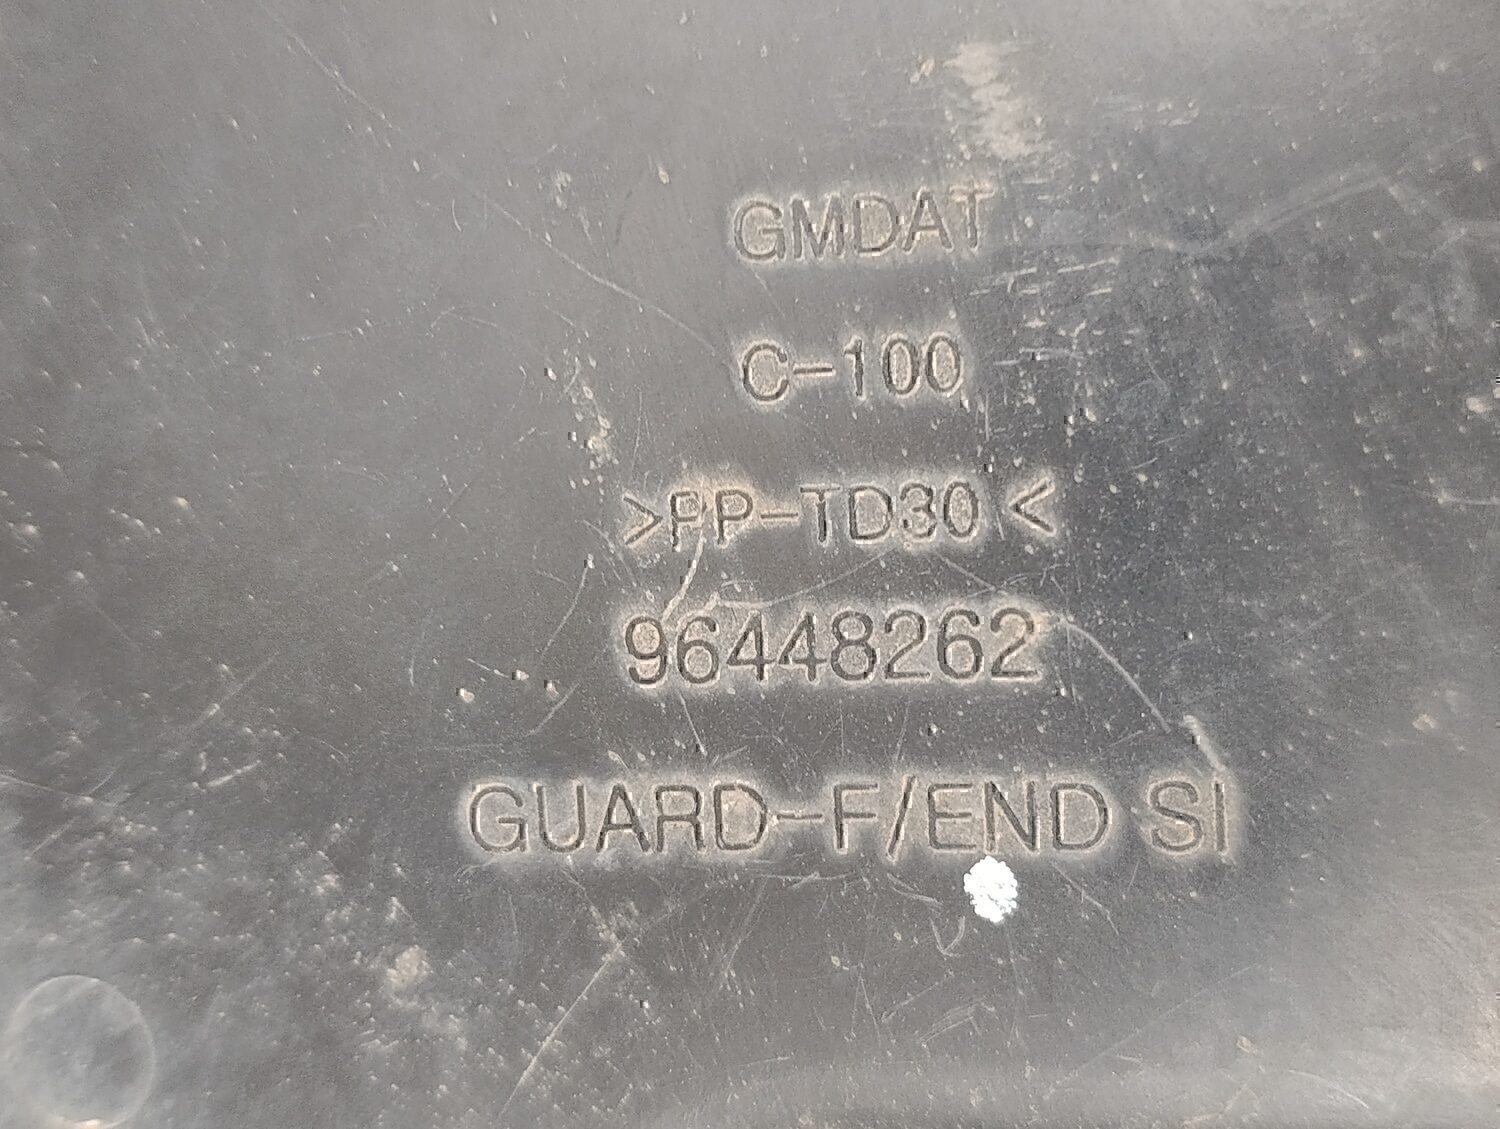 GMDAT
C-100
>PP-TD30<
96448262
GUARD-F/END SI